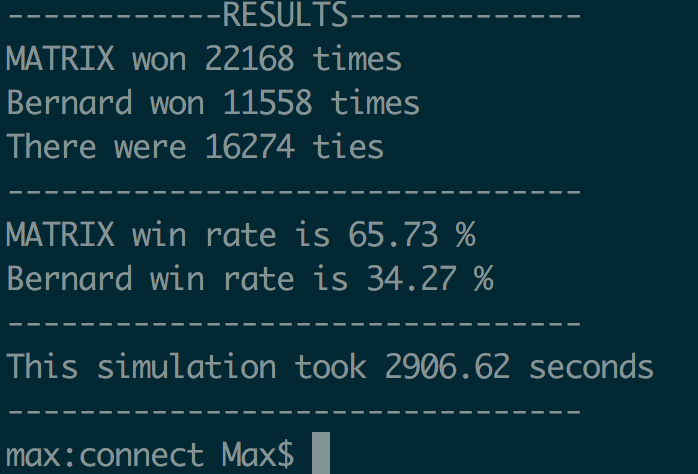 ------------RESULTS-------------
MATRIX won 22168 times
Bernard won 11558 times
There were 16274 ties
--------------------------------
MATRIX win rate is 65.73 %
Bernard win rate is 34.27 %
--------------------------------
This simulation took 2906.62 seconds
--------------------------------
max:connect Max$